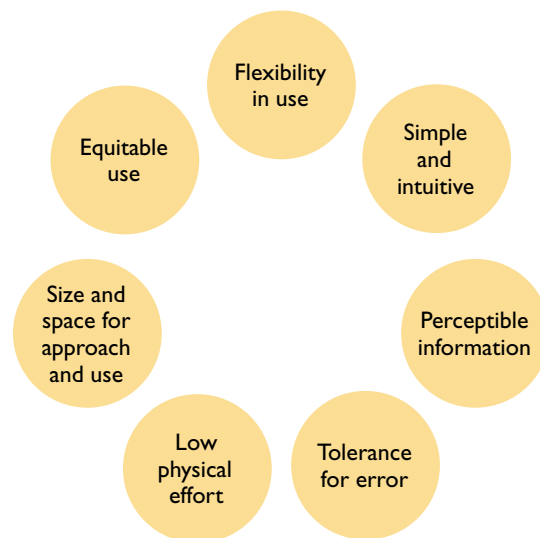 Flexibility
in use
Simple
and
intuitive
Perceptible
information
Tolerance
for error
Low
physical
effort
Size and
space for
approach
and use
Equitable
use